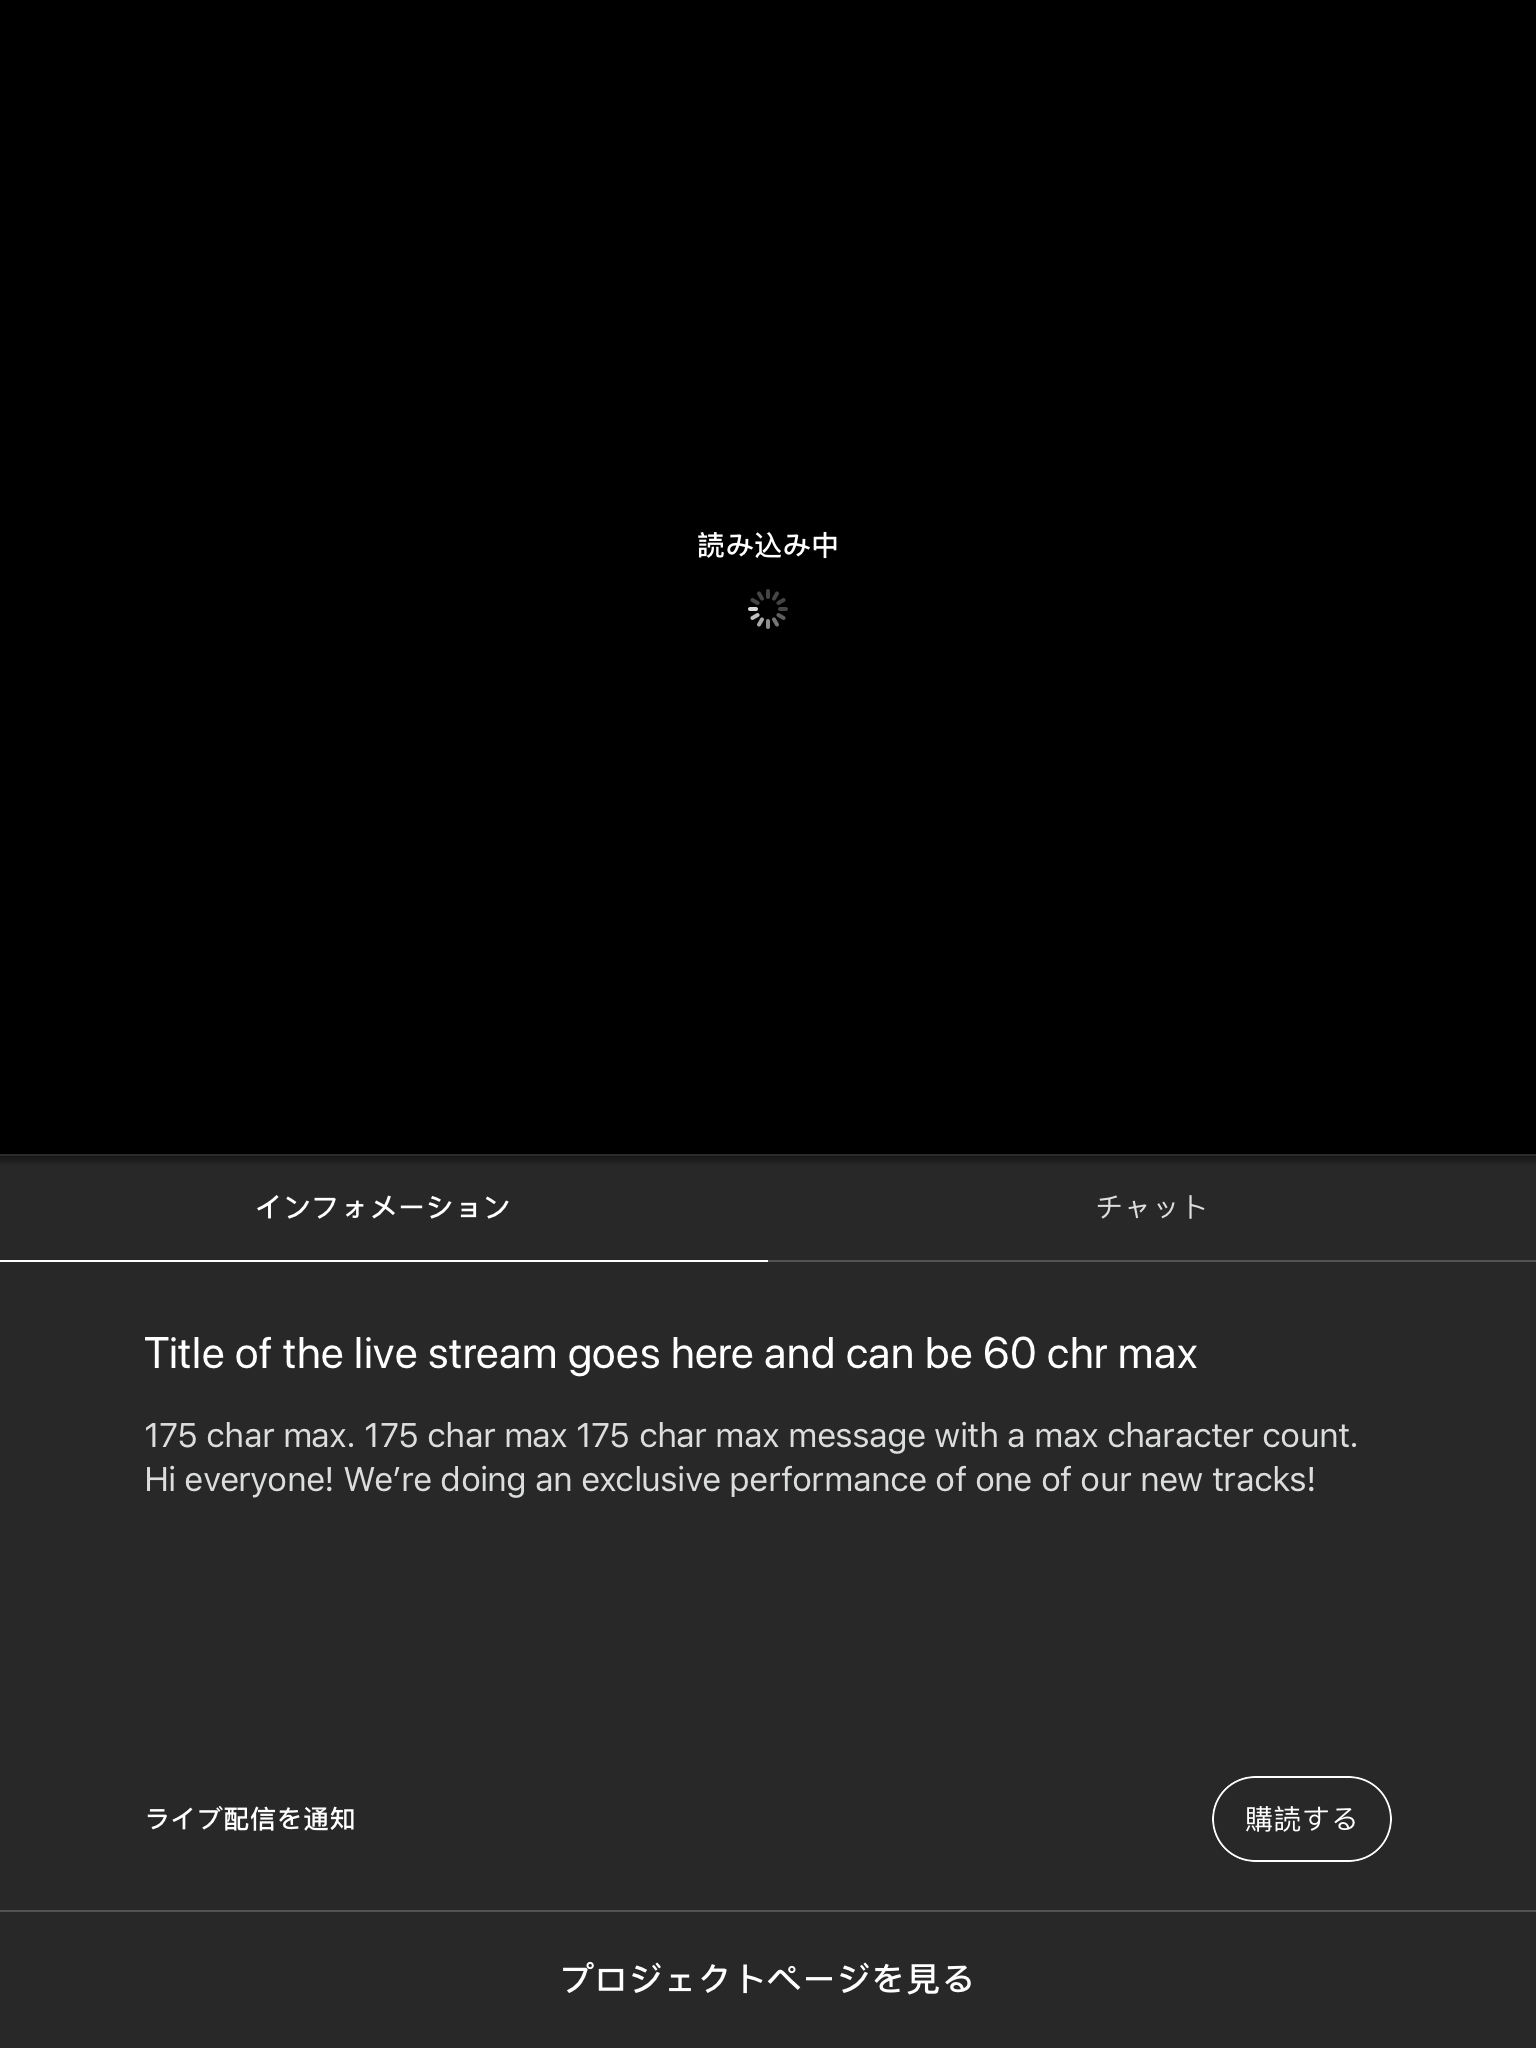 読み込み中
インフォメーション
チャット
Title of the live stream goes here and can be 60 chr max
175 char max. 175 char max 175 char max message with a max character count.
Hi everyone! We’re doing an exclusive performance of one of our new tracks!
ライブ配信を通知
購読する
プロジェクトページを見る